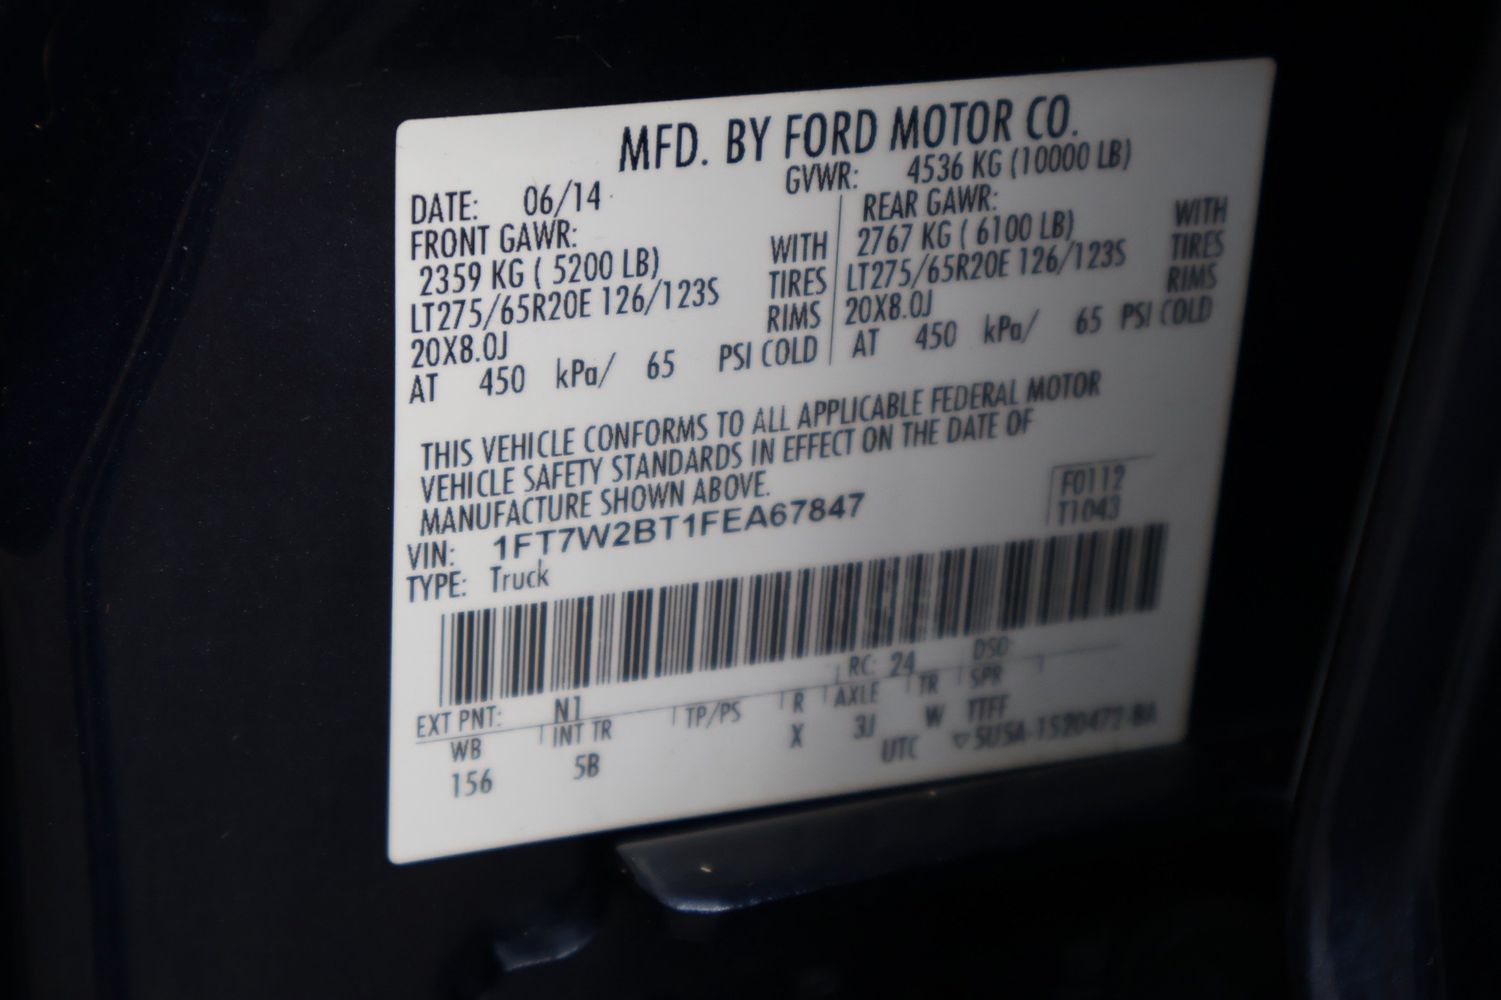 MFD. BY FORD MOTOR CO.
DATE: 06/14 GVWR: 4536 KG (10000 LB)
FRONT GAWR: REAR GAWR:
2359 KG ( 5200 LB) WITH 2767 KG ( 6100 LB) WITH
LT275/65R20E 126/123S TIRES LT275/65R20E 126/123S TIRES
20X8.0J RIMS 20X8.0J RIMS
AT 450 kPa/ 65 PSI COLD AT 450 kPa/ 65 PSI COLD
THIS VEHICLE CONFORMS TO ALL APPLICABLE FEDERAL MOTOR
VEHICLE SAFETY STANDARDS IN EFFECT ON THE DATE OF
MANUFACTURE SHOWN ABOVE.
F0112
VIN: 1FT7W2BT1FEA67847 T1043
TYPE: Truck
EXT PNT: N1 RC: 24 DSO:
WB INT TR TP/PS R AXLE TR SPR
156 5B X 3J W TTFF
UTC ▽5U5A-1520472-BA